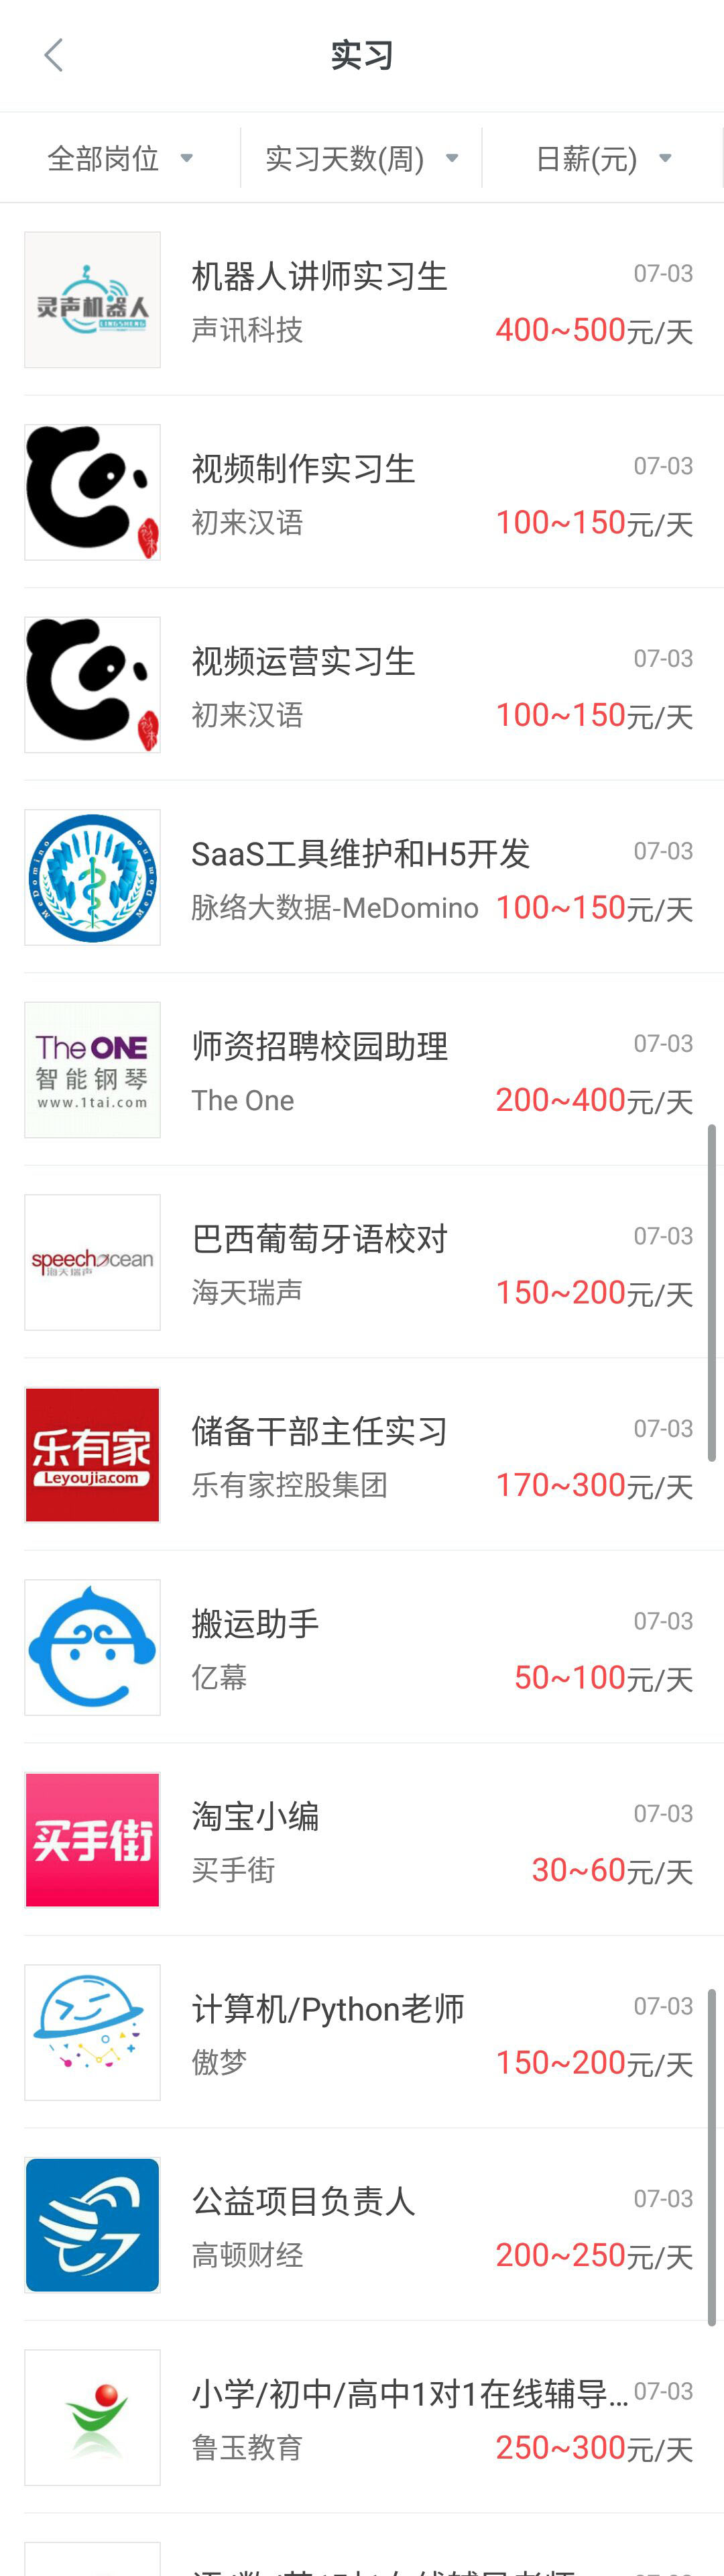 实习
全部岗位 实习天数(周) 日薪(元)
灵声机器人
LINGSHENG
机器人讲师实习生 07-03
声讯科技 400~500元/天
视频制作实习生 07-03
初来汉语 100~150元/天
视频运营实习生 07-03
初来汉语 100~150元/天
MeDomino
SaaS工具维护和H5开发 07-03
脉络大数据-MeDomino 100~150元/天
The ONE
智能钢琴
www.1tai.com
师资招聘校园助理 07-03
The One 200~400元/天
speechocean
海天瑞声
巴西葡萄牙语校对 07-03
海天瑞声 150~200元/天
乐有家
Leyoujia.com
储备干部主任实习 07-03
乐有家控股集团 170~300元/天
搬运助手 07-03
亿幕 50~100元/天
买手街
淘宝小编 07-03
买手街 30~60元/天
计算机/Python老师 07-03
傲梦 150~200元/天
公益项目负责人 07-03
高顿财经 200~250元/天
小学/初中/高中1对1在线辅导... 07-03
鲁玉教育 250~300元/天